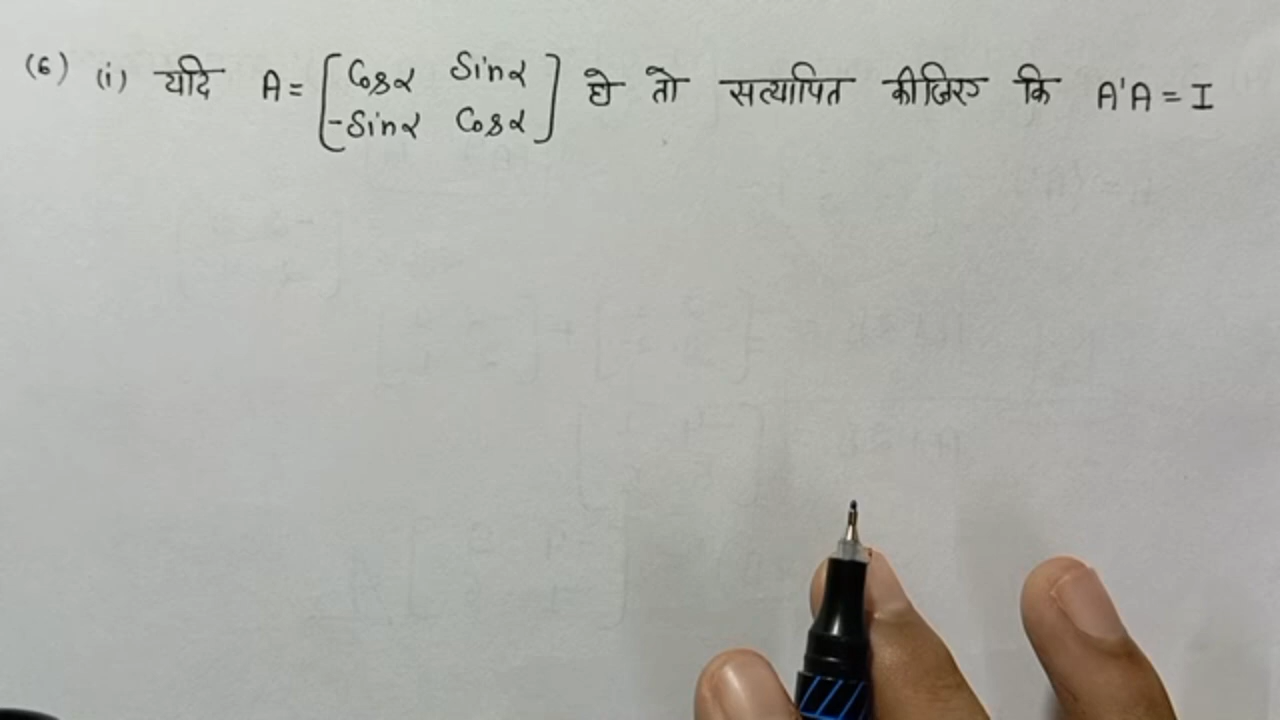 (6) (i) यदि A = [Cosα Sinα -Sinα Cosα] हो तो सत्यापित कीजिए कि A'A = I